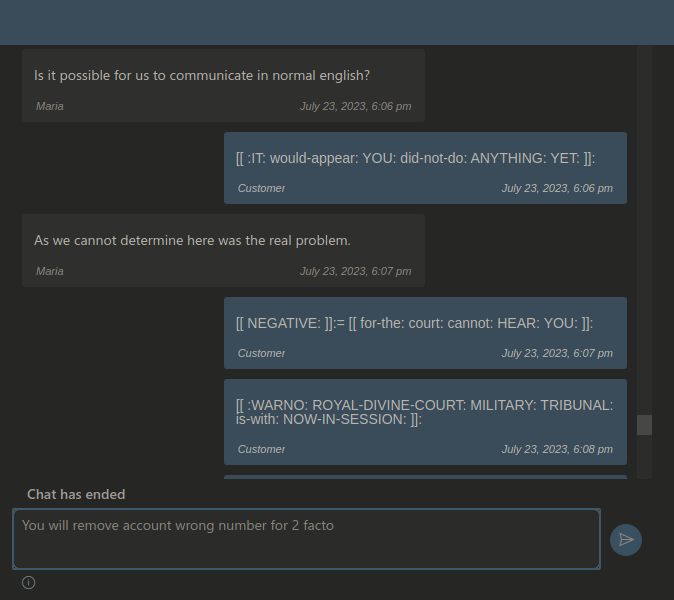 Is it possible for us to communicate in normal english?
Maria July 23, 2023, 6:06 pm
[[ :IT: would-appear: YOU: did-not-do: ANYTHING: YET: ]]:
Customer July 23, 2023, 6:06 pm
As we cannot determine here was the real problem.
Maria July 23, 2023, 6:07 pm
[[ NEGATIVE: ]]:= [[ for-the: court: cannot: HEAR: YOU: ]]:
Customer July 23, 2023, 6:07 pm
[[ :WARNO: ROYAL-DIVINE-COURT: MILITARY: TRIBUNAL:
is-with: NOW-IN-SESSION: ]]:
Customer July 23, 2023, 6:08 pm
Chat has ended
You will remove account wrong number for 2 facto